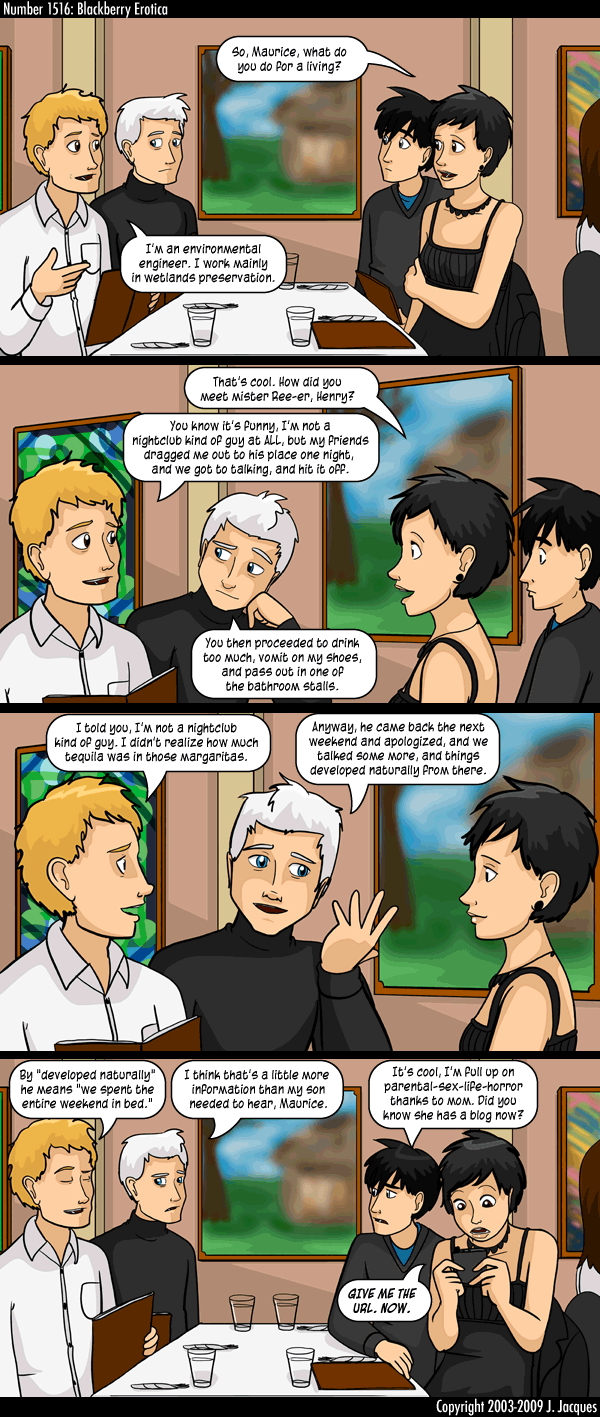 Number 1516: Blackberry Erotica
So, Maurice, what do
you do for a living?
I'm an environmental
engineer. I work mainly
in wetlands preservation.
That's cool. How did you
meet Mister Ree-er, Henry?
You know it's funny, I'm not a
nightclub kind of guy at ALL, but my friends
dragged me out to his place one night,
and we got to talking, and hit it off.
You then proceeded to drink
too much, vomit on my shoes,
and pass out in one of
the bathroom stalls.
I told you, I'm not a nightclub
kind of guy. I didn't realize how much
tequila was in those margaritas.
Anyway, he came back the next
weekend and apologized, and we
talked some more, and things
developed naturally from there.
By "developed naturally"
he means "we spent the
entire weekend in bed."
I think that's a little more
information than my son
needed to hear, Maurice.
It's cool, I'm full up on
parental-sex-life-horror
thanks to mom. Did you
know she has a blog now?
GIVE ME THE
URL. NOW.
Copyright 2003-2009 J. Jacques